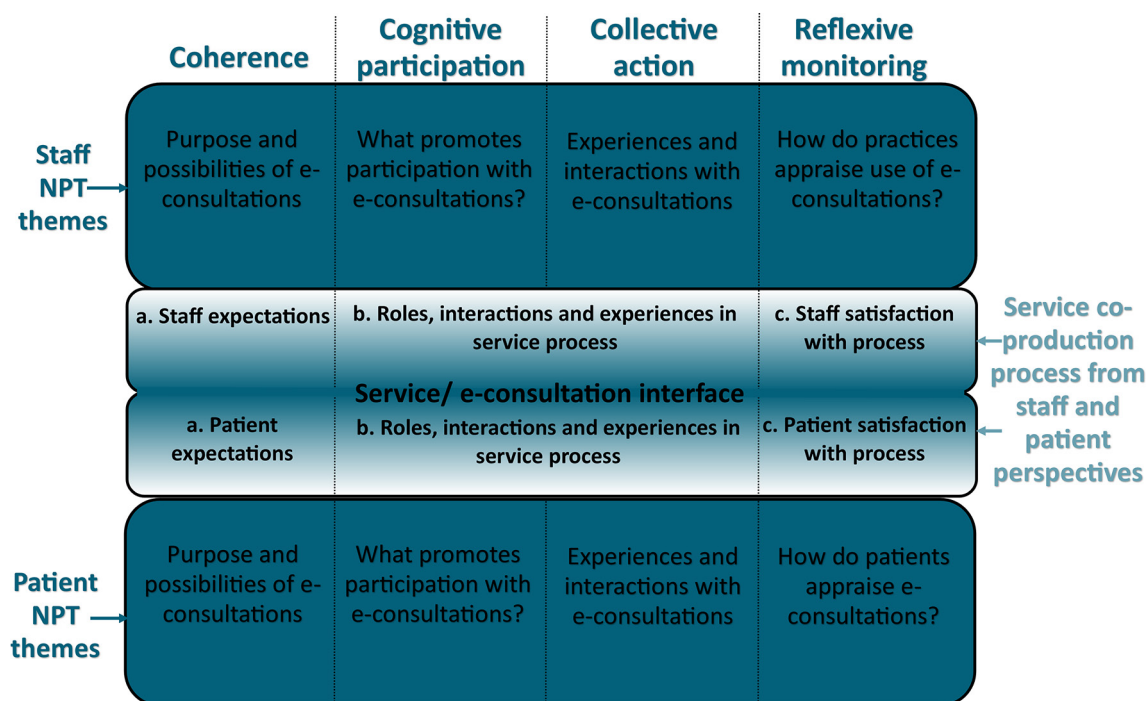 Coherence
Cognitive
participation
Collective
action
Reflexive
monitoring
Staff
NPT
themes
Purpose and
possibilities of e-
consultations
What promotes
participation with
e-consultations?
Experiences and
interactions with
e-consultations
How do practices
appraise use of e-
consultations?
a. Staff expectations
b. Roles, interactions and experiences in
service process
c. Staff satisfaction
with process
Service/ e-consultation interface
a. Patient
expectations
b. Roles, interactions and experiences in
service process
c. Patient satisfaction
with process
Service co-
production
process from
staff and
patient
perspectives
Patient
NPT
themes
Purpose and
possibilities of e-
consultations
What promotes
participation with
e-consultations?
Experiences and
interactions with
e-consultations
How do patients
appraise e-
consultations?